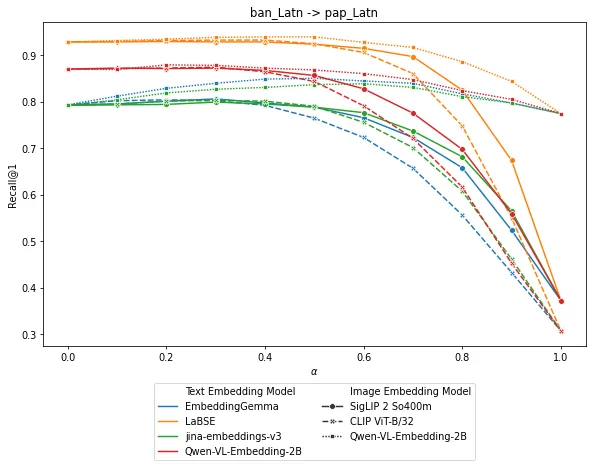 ban_Latn -> pap_Latn
Recall@1
0.9
0.8
0.7
0.6
0.5
0.4
0.3
0.0 0.2 0.4 0.6 0.8 1.0
α
Text Embedding Model Image Embedding Model
EmbeddingGemma SigLIP 2 So400m
LaBSE CLIP ViT-B/32
jina-embeddings-v3 Qwen-VL-Embedding-2B
Qwen-VL-Embedding-2B